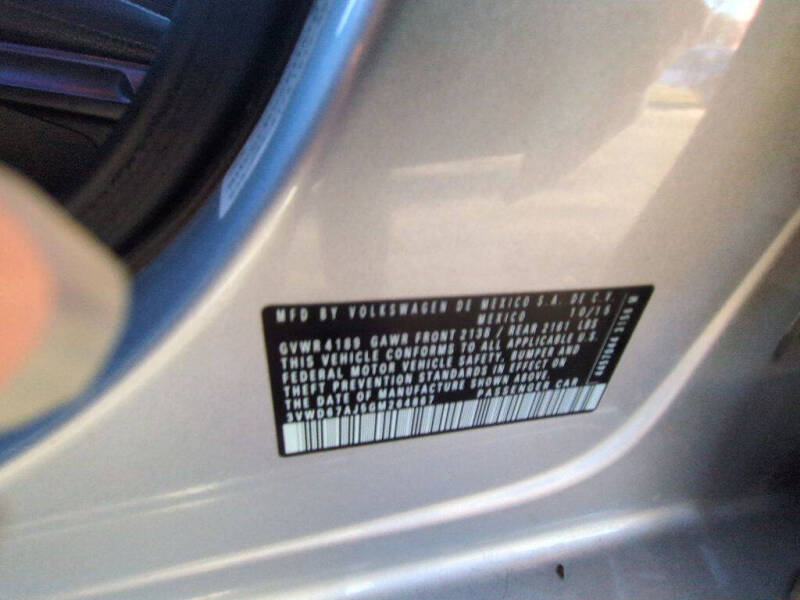 MFD BY VOLKSWAGEN DE MEXICO S.A. DE C.V.
MEXICO 10/16
GVWR 4189 GAWR FRONT 2138 / REAR 2101 LBS
THIS VEHICLE CONFORMS TO ALL APPLICABLE U.S.
FEDERAL MOTOR VEHICLE SAFETY, BUMPER AND
THEFT PREVENTION STANDARDS IN EFFECT ON
THE DATE OF MANUFACTURE SHOWN ABOVE.
PASSENGER CAR